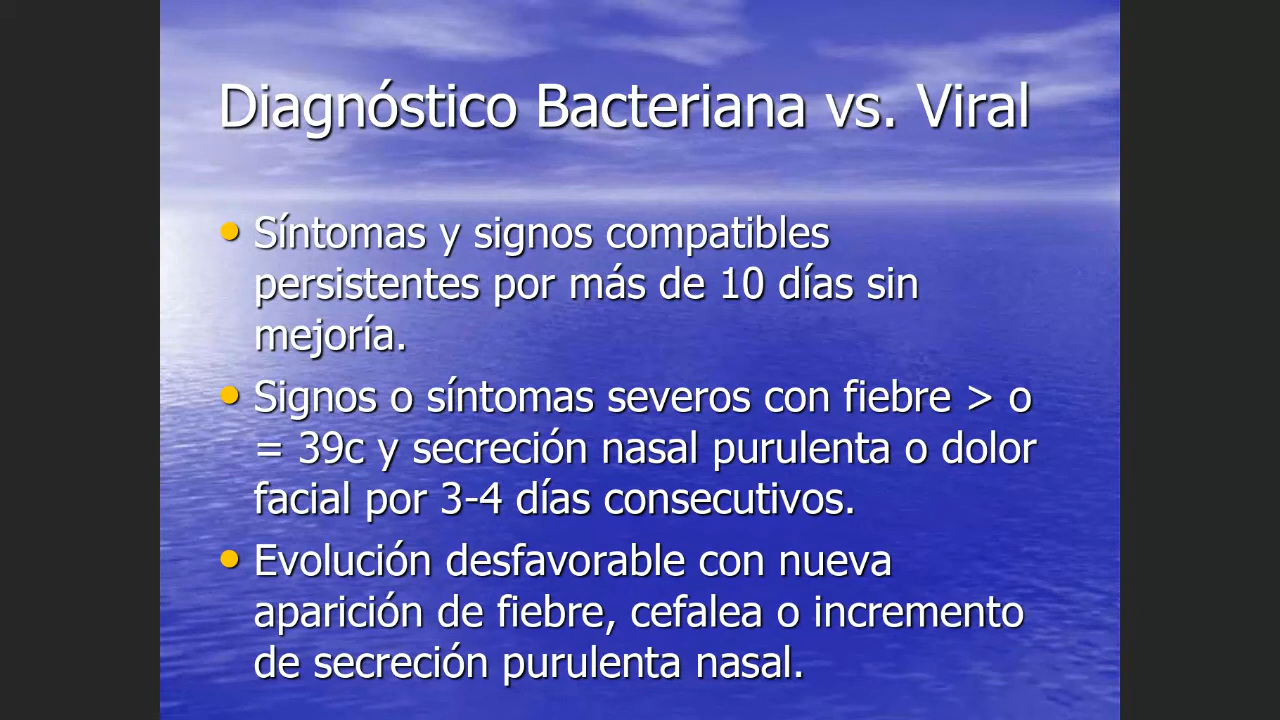 Diagnóstico Bacteriana vs. Viral
• Síntomas y signos compatibles
persistentes por más de 10 días sin
mejoría.
• Signos o síntomas severos con fiebre > o
= 39c y secreción nasal purulenta o dolor
facial por 3-4 días consecutivos.
• Evolución desfavorable con nueva
aparición de fiebre, cefalea o incremento
de secreción purulenta nasal.